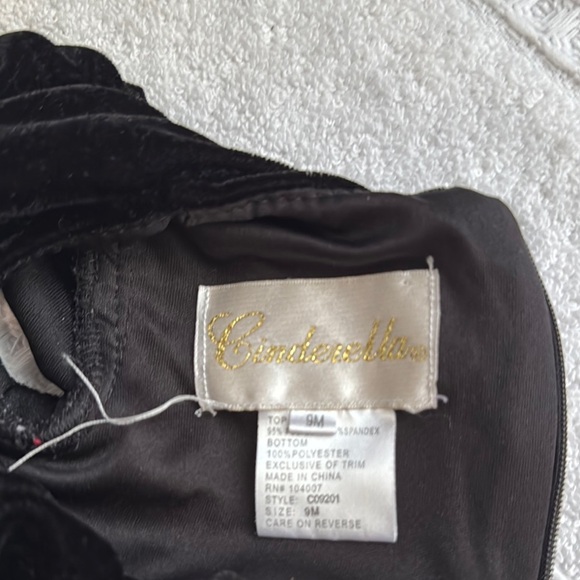 Cinderella
TOP
9M
95% %SPANDEX
BOTTOM
100%POLYESTER
EXCLUSIVE OF TRIM
MADE IN CHINA
RN# 104007
STYLE: C09201
SIZE: 9M
CARE ON REVERSE